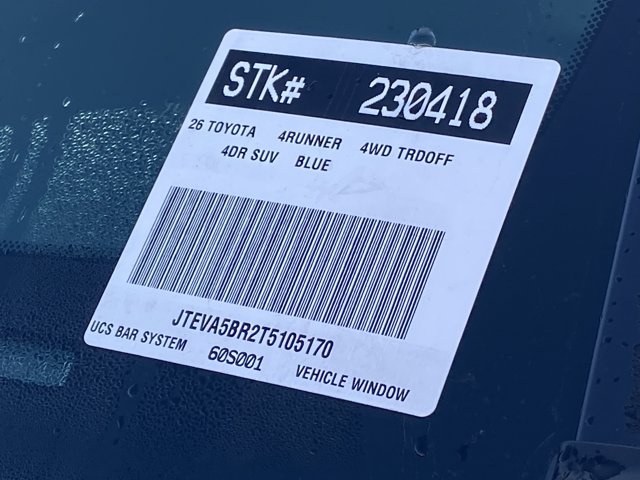 STK# 230418
26 TOYOTA 4RUNNER 4WD TRDOFF
4DR SUV BLUE
JTEVA5BR2T5105170
UCS BAR SYSTEM 60S001 VEHICLE WINDOW